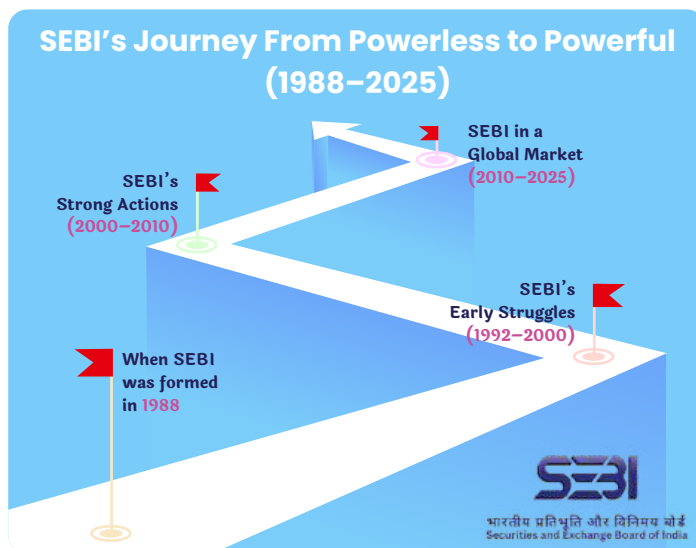 SEBI’s Journey From Powerless to Powerful
(1988–2025)
SEBI in a
Global Market
(2010–2025)
SEBI’s
Strong Actions
(2000–2010)
SEBI’s
Early Struggles
(1992–2000)
When SEBI
was formed
in 1988
SEBI
भारतीय प्रतिभूति और विनिमय बोर्ड
Securities and Exchange Board of India